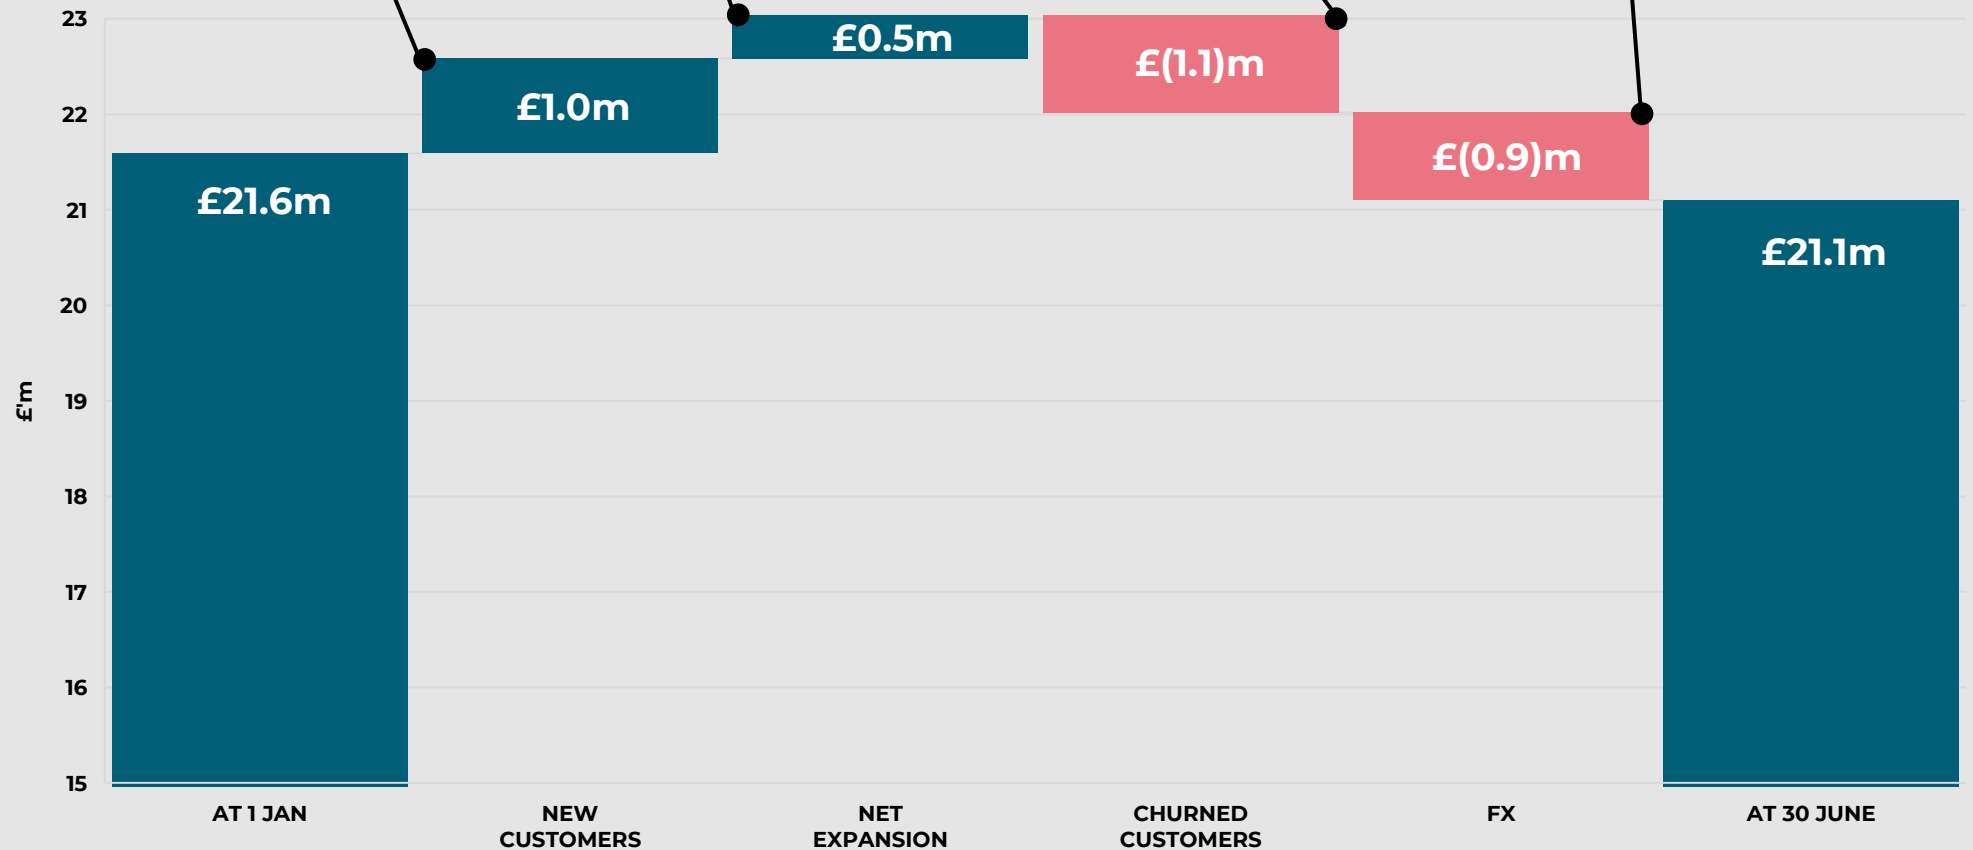 23
22
21
20
19
18
17
16
15
£'m
£21.6m
£1.0m
£0.5m
£(1.1)m
£(0.9)m
£21.1m
AT 1 JAN
NEW
CUSTOMERS
NET
EXPANSION
CHURNED
CUSTOMERS
FX
AT 30 JUNE